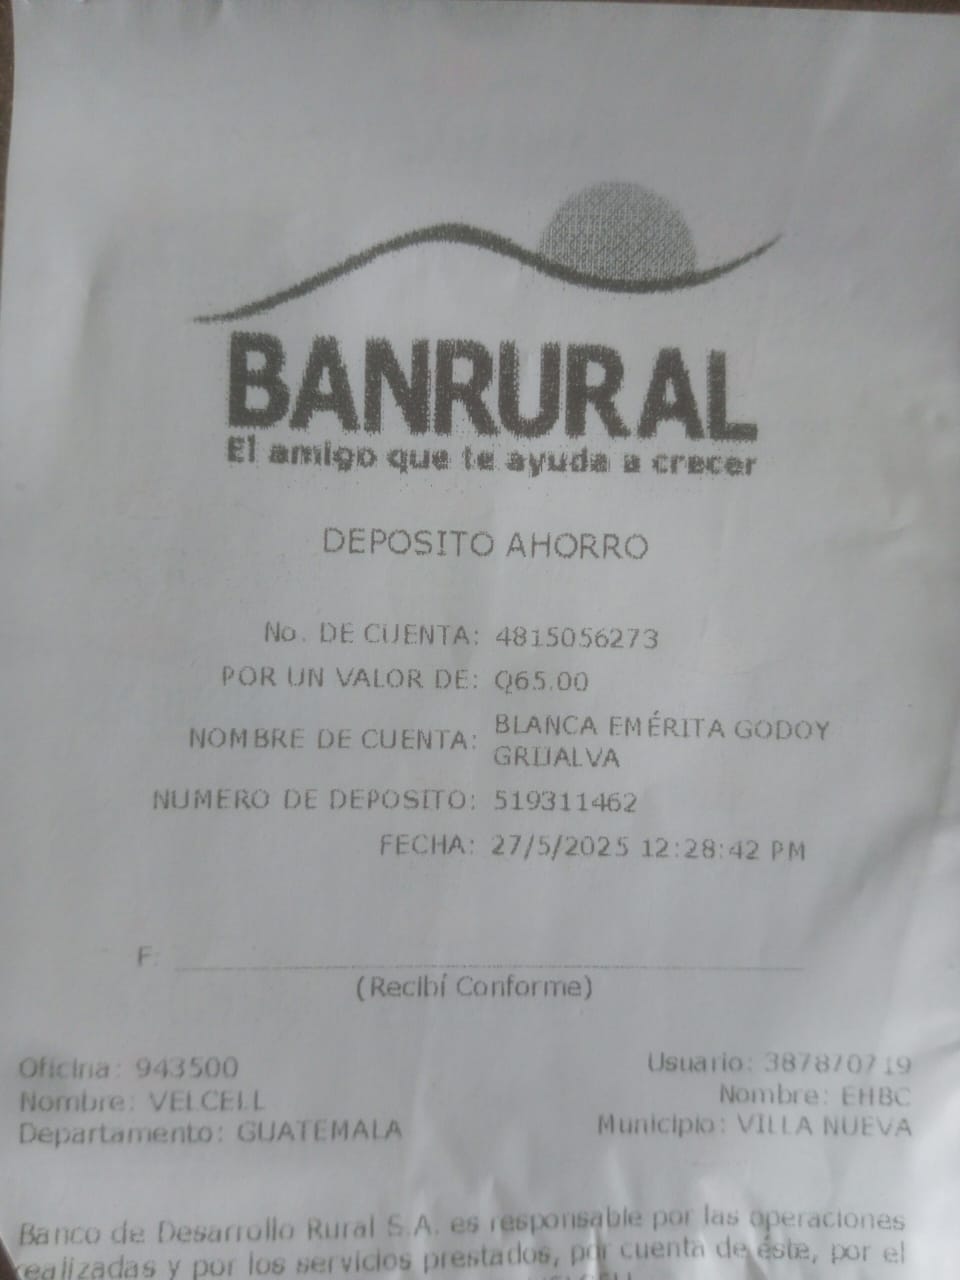 BANRURAL
El amigo que te ayuda a crecer
DEPOSITO AHORRO
No. DE CUENTA: 4815056273
POR UN VALOR DE: Q65.00
NOMBRE DE CUENTA: BLANCA EMÉRITA GODOY
GRIJALVA
NUMERO DE DEPOSITO: 519311462
FECHA: 27/5/2025 12:28:42 PM
F:
(Recibí Conforme)
Oficina: 943500
Usuario: 387870719
Nombre: VELCELL
Nombre: EHBC
Departamento: GUATEMALA
Municipio: VILLA NUEVA
Banco de Desarrollo Rural S.A. es responsable por las operaciones
realizadas y por los servicios prestados, por cuenta de éste, por el
VELCELL